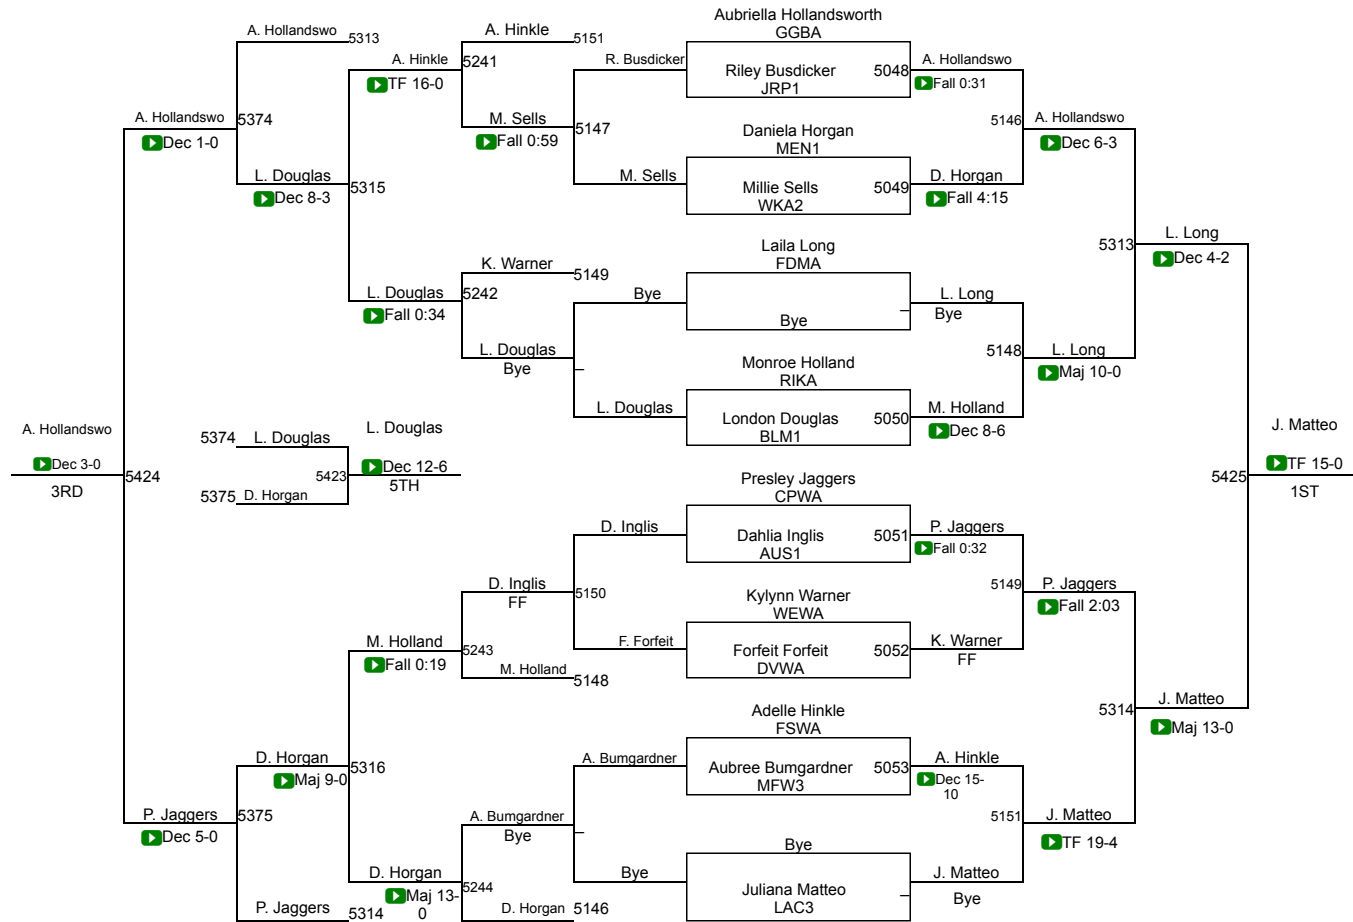 Aubriella Hollandsworth
GGBA
Riley Busdicker
JRP1
5048
Daniela Horgan
MEN1
Millie Sells
WKA2
5049
Laila Long
FDMA
Bye
–
Monroe Holland
RIKA
London Douglas
BLM1
5050
Presley Jaggers
CPWA
Dahlia Inglis
AUS1
5051
Kylynn Warner
WEWA
Forfeit Forfeit
DVWA
5052
Adelle Hinkle
FSWA
Aubree Bumgardner
MFW3
5053
Bye
Juliana Matteo
LAC3
–
A. Hollandswo
Fall 0:31
D. Horgan
Fall 4:15
L. Long
Bye
M. Holland
Dec 8-6
P. Jaggers
Fall 0:32
K. Warner
FF
A. Hinkle
Dec 15-
10
J. Matteo
Bye
5146
A. Hollandswo
Dec 6-3
5148
L. Long
Maj 10-0
5149
P. Jaggers
Fall 2:03
5151
J. Matteo
TF 19-4
5313
L. Long
Dec 4-2
5314
J. Matteo
Maj 13-0
5425
J. Matteo
TF 15-0
1ST
R. Busdicker
M. Sells
Bye
L. Douglas
D. Inglis
F. Forfeit
A. Bumgardner
Bye
A. Hinkle
5151
M. Sells
5147
Fall 0:59
K. Warner
5149
L. Douglas
Bye
–
D. Inglis
5150
FF
M. Holland
5148
A. Bumgardner
Bye
–
D. Horgan
5146
A. Hinkle
5241
TF 16-0
L. Douglas
5242
Fall 0:34
M. Holland
5243
Fall 0:19
D. Horgan
5244
Maj 13-
0
A. Hollandswo
5313
L. Douglas
5315
Dec 8-3
D. Horgan
5316
Maj 9-0
P. Jaggers
5314
A. Hollandswo
5374
Dec 1-0
P. Jaggers
5375
Dec 5-0
A. Hollandswo
Dec 3-0
5424
3RD
5374
L. Douglas
5375
D. Horgan
5423
L. Douglas
Dec 12-6
5TH